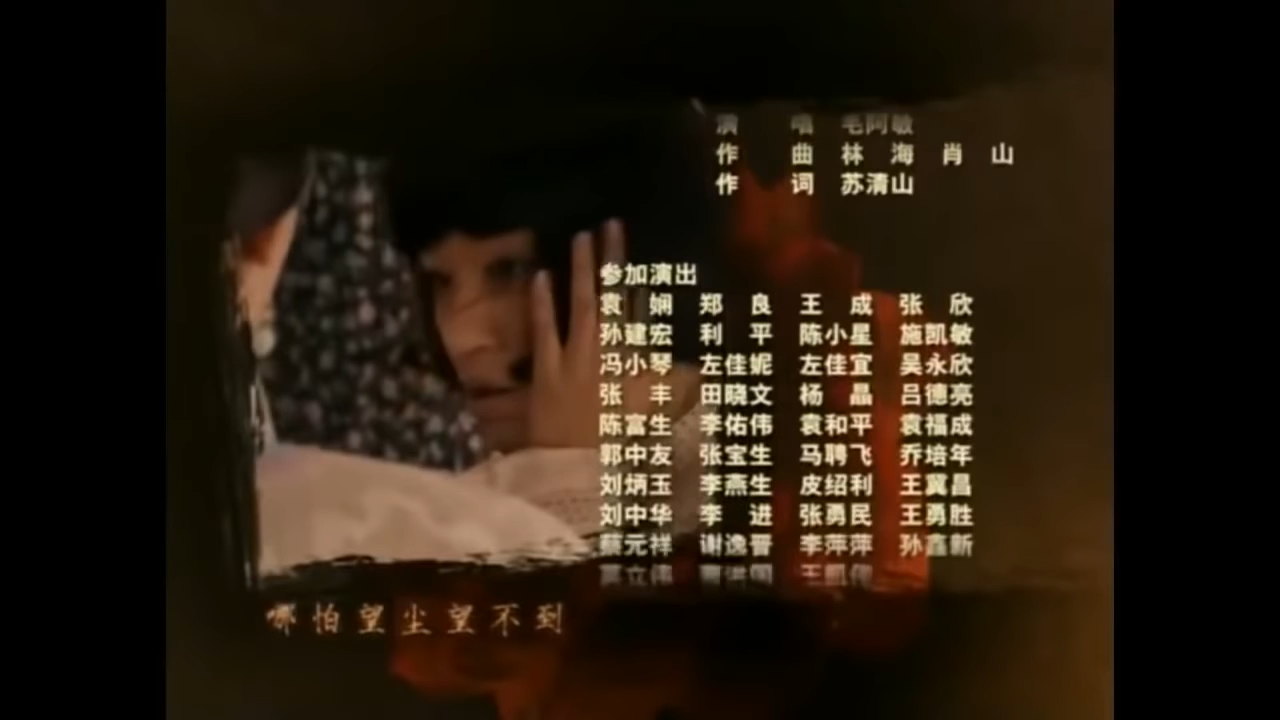 演 唱 毛阿敏
作 曲 林 海 肖 山
作 词 苏清山
参加演出
袁 娴 郑 良 王 成 张 欣
孙建宏 利 平 陈小星 施凯敏
冯小琴 左佳妮 左佳宜 吴永欣
张 丰 田晓文 杨 晶 吕德亮
陈富生 李佑伟 袁和平 袁福成
郭中友 张宝生 马聘飞 乔培年
刘炳玉 李燕生 皮绍利 王冀昌
刘中华 李 进 张勇民 王勇胜
蔡元祥 谢逸晋 李萍萍 孙鑫新
哪怕望尘望不到